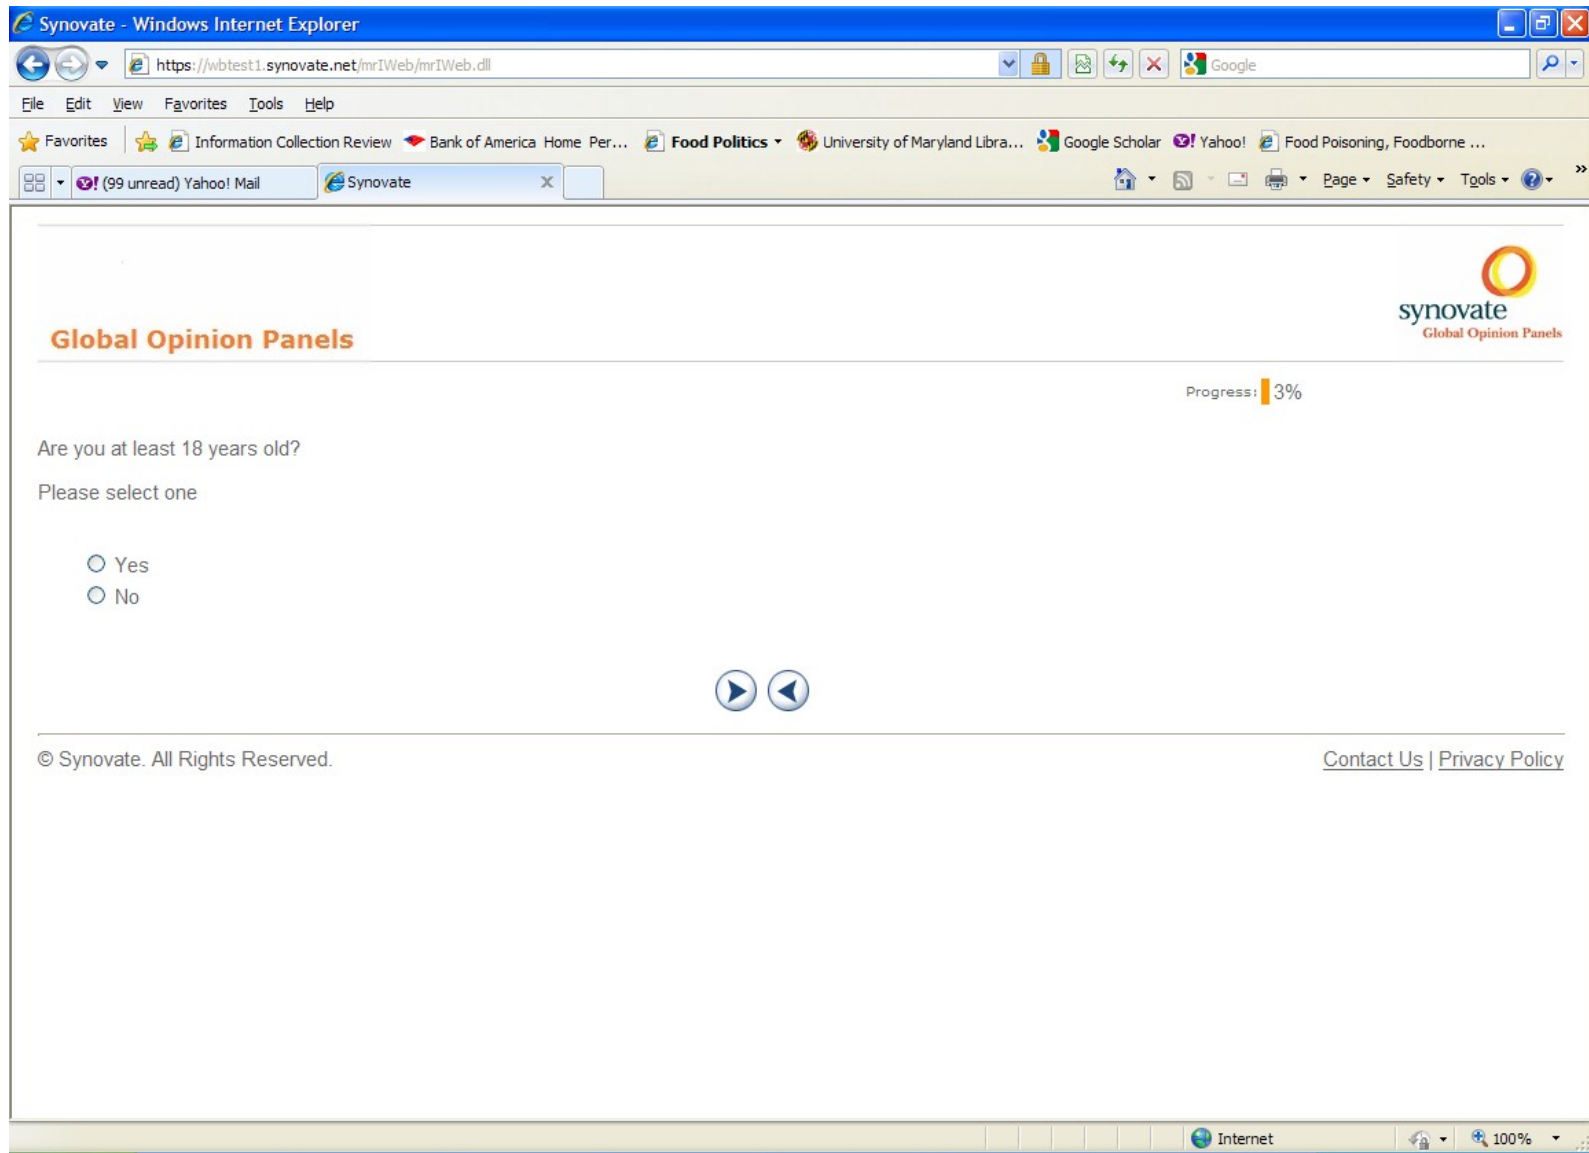 Synovate - Windows Internet Explorer
https://wbtest1.synovate.net/mrIWeb/mrIWeb.dll
Google
File Edit View Favorites Tools Help
Favorites Information Collection Review Bank of America Home Per... Food Politics University of Maryland Libra... Google Scholar Yahoo! Food Poisoning, Foodborne ...
(99 unread) Yahoo! Mail Synovate Page Safety Tools
synovate
Global Opinion Panels
Global Opinion Panels
Progress: 3%
Are you at least 18 years old?
Please select one
Yes
No
© Synovate. All Rights Reserved. Contact Us | Privacy Policy
Internet 100%